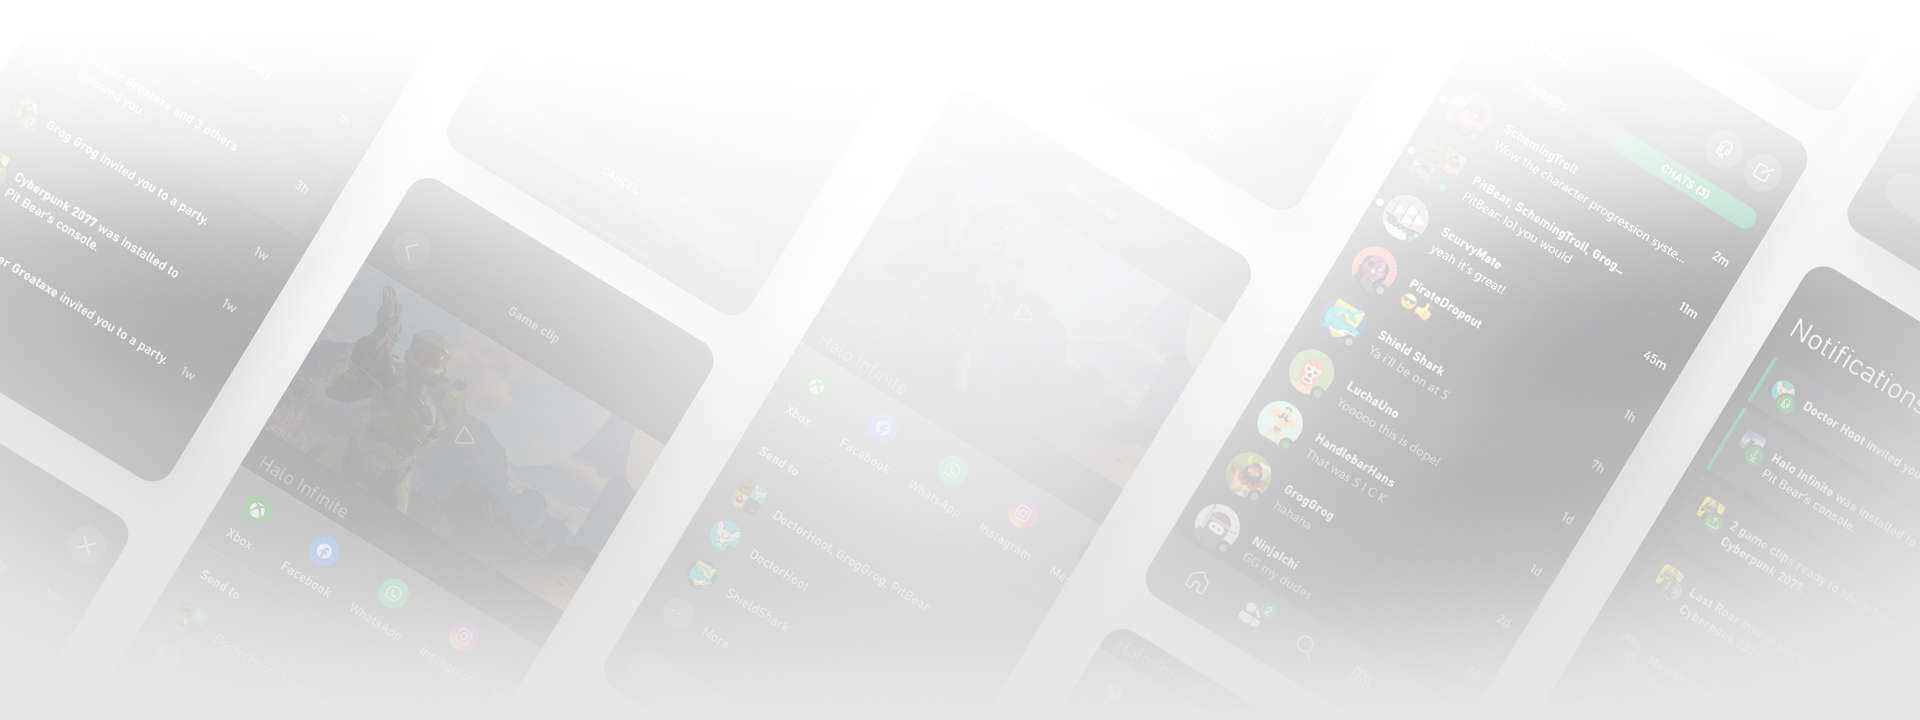 Master Greataxe and 3 others
followed you.
1h
Grog Grog invited you to a party.
3h
Cyberpunk 2077 was installed to
Pit Bear's console.
1w
er Greataxe invited you to a party.
1w
1w
CANCEL
Game clip
Halo Infinite
Xbox
Facebook
WhatsApp
Instagram
Send to
Game clip
Halo Infinite
Xbox
Facebook
WhatsApp
Instagram
Send to
DoctorHoot, GrogGrog, PitBear
DoctorHoot
ShieldShark
More
CHATS (3)
SchemingTroll
Wow the character progression syste...
2m
PitBear, SchemingTroll, Grog...
PitBear: lol you would
11m
ScurvyMate
yeah it's great!
45m
PirateDropout
😎👍
1h
Shield Shark
Ya i'll be on at 5
7h
LuchaUno
Yooooo this is dope!
1d
HandlebarHans
That was S I C K
1d
GrogGrog
hahaha
2d
NinjaIchi
GG my dudes
2
Halo Infinite
Notifications
Doctor Hoot invited you
Halo Infinite was installed to
Pit Bear's console.
2 game clips ready to share from
Cyberpunk 2077.
Last Roar
Cyberpunk 2077